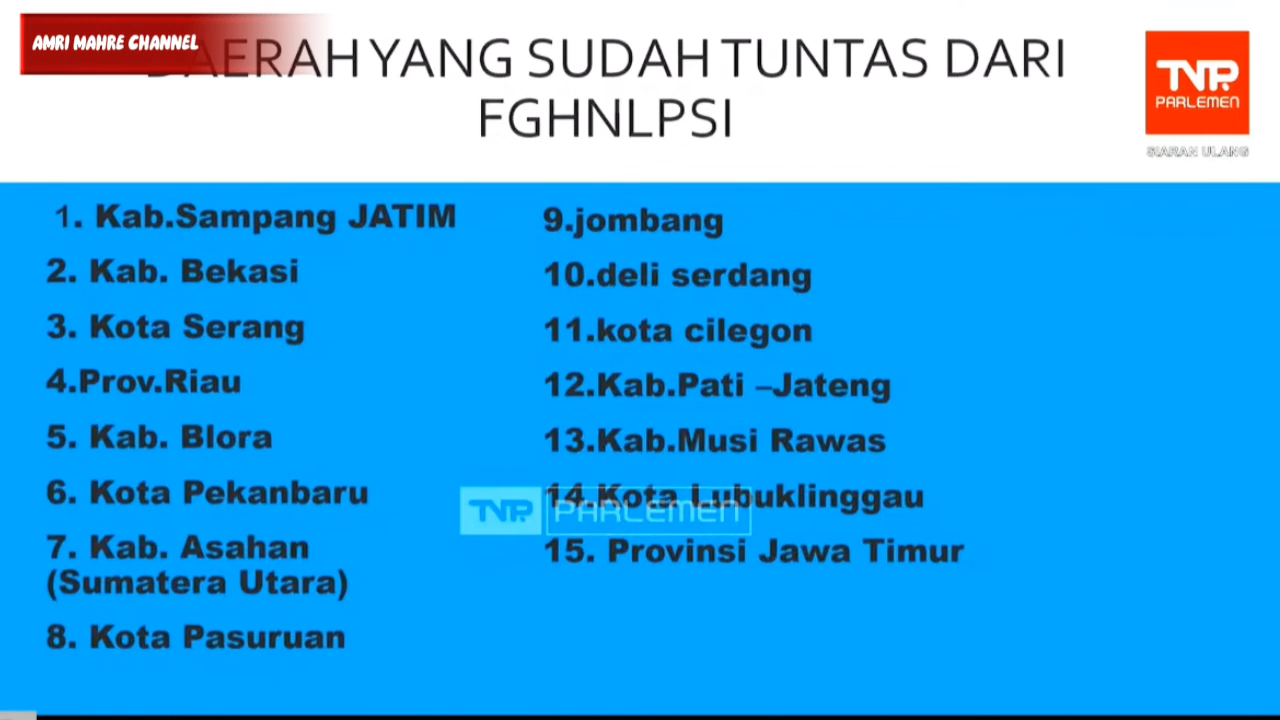 AMRI MAHRE CHANNEL
DAERAH YANG SUDAH TUNTAS DARI
FGHNLPSI
TVR
PARLEMEN
SIARAN ULANG
1. Kab.Sampang JATIM
2. Kab. Bekasi
3. Kota Serang
4.Prov.Riau
5. Kab. Blora
6. Kota Pekanbaru
7. Kab. Asahan
(Sumatera Utara)
8. Kota Pasuruan
9.jombang
10.deli serdang
11.kota cilegon
12.Kab.Pati –Jateng
13.Kab.Musi Rawas
14.Kota Lubuklinggau
15. Provinsi Jawa Timur
TVR PARLEMEN